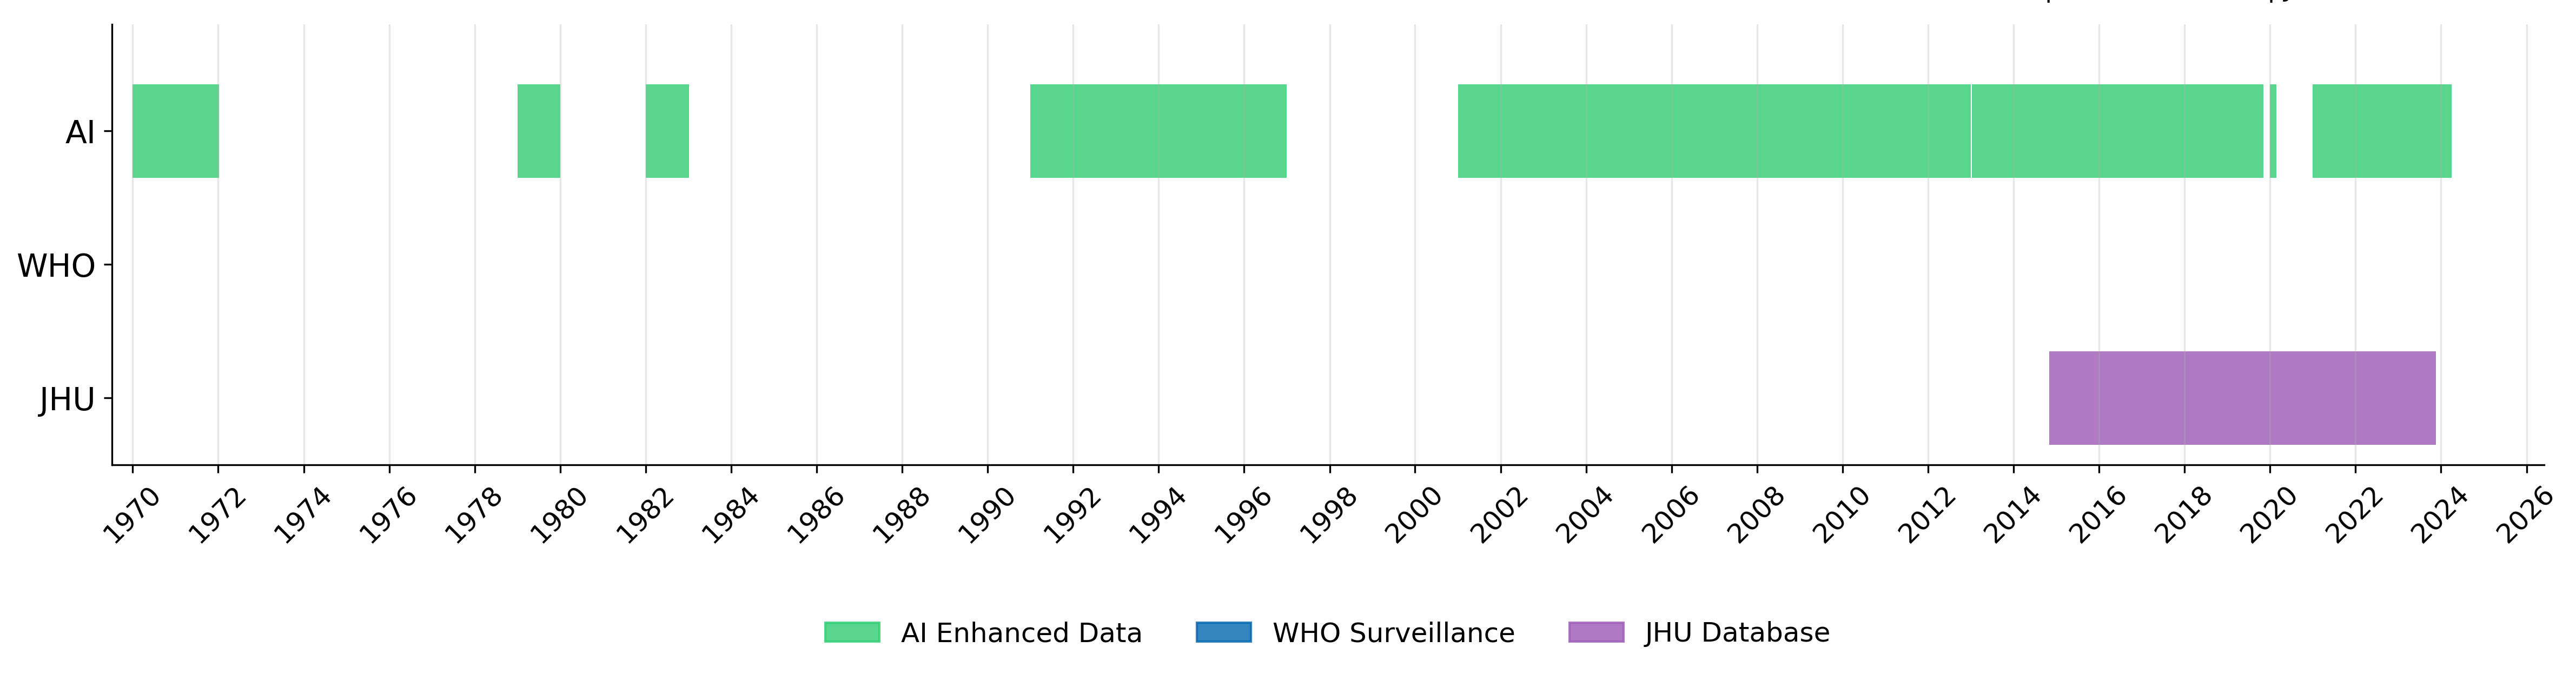 AI
WHO
JHU
1970 1972 1974 1976 1978 1980 1982 1984 1986 1988 1990 1992 1994 1996 1998 2000 2002 2004 2006 2008 2010 2012 2014 2016 2018 2020 2022 2024 2026
AI Enhanced Data WHO Surveillance JHU Database